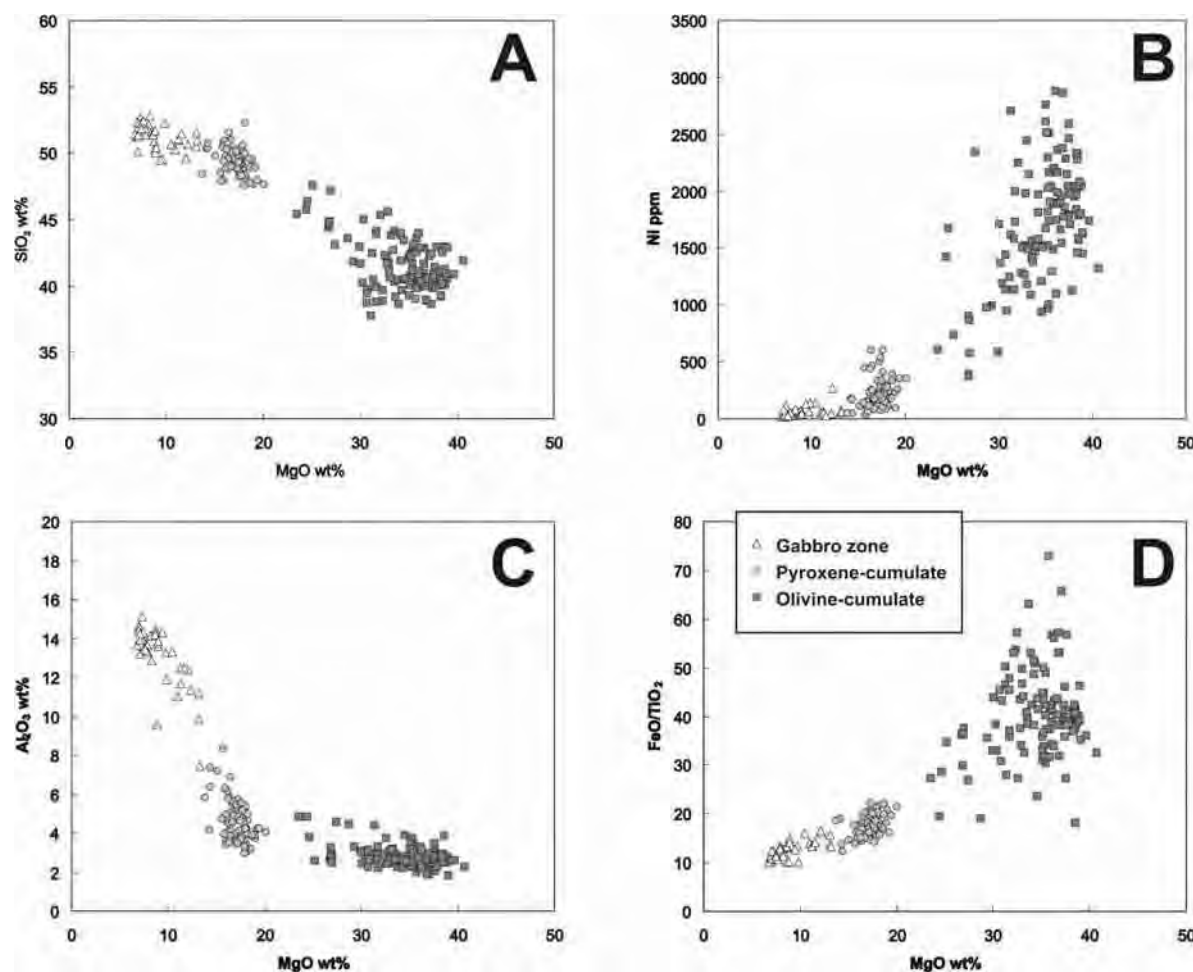 A
60
55
50
45
40
35
30
SiO₂ wt%
0 10 20 30 40 50
MgO wt%
B
3500
3000
2500
2000
1500
1000
500
0
Ni ppm
0 10 20 30 40 50
MgO wt%
C
20
18
16
14
12
10
8
6
4
2
0
Al₂O₃ wt%
0 10 20 30 40 50
MgO wt%
D
80
70
60
50
40
30
20
10
0
FeO/TiO₂
Gabbro zone
Pyroxene-cumulate
Olivine-cumulate
0 10 20 30 40 50
MgO wt%